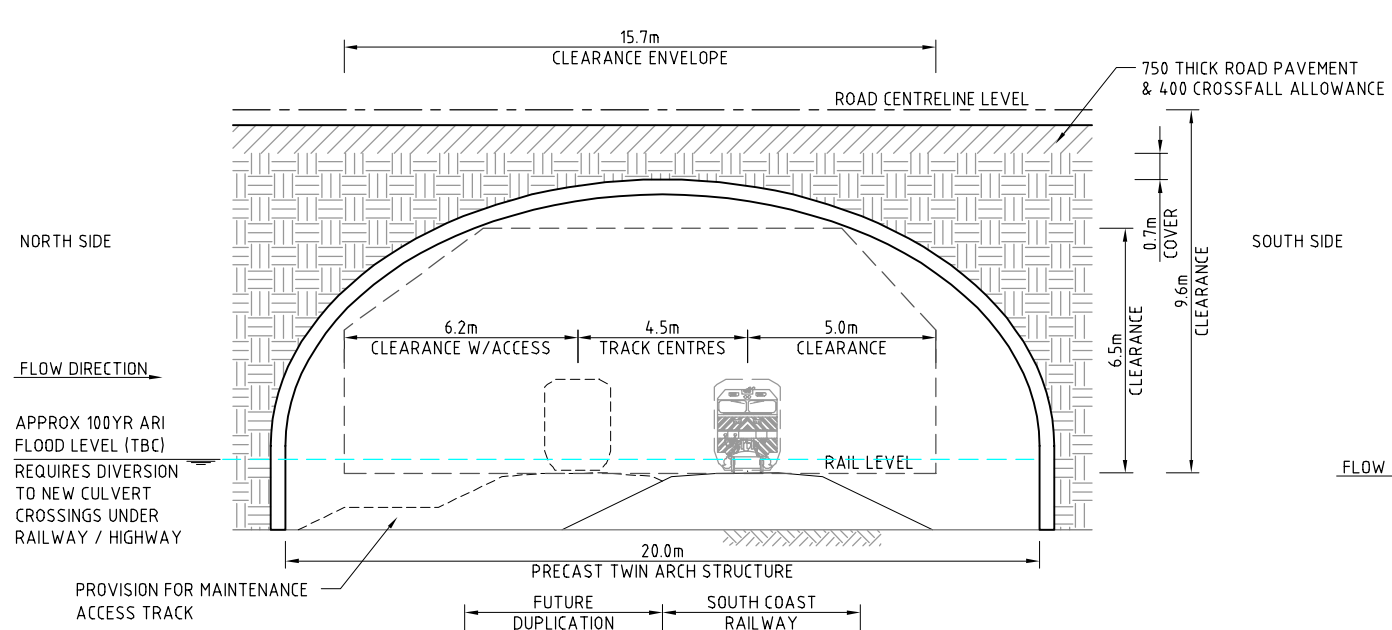 15.7m
CLEARANCE ENVELOPE
750 THICK ROAD PAVEMENT
& 400 CROSSFALL ALLOWANCE
ROAD CENTRELINE LEVEL
NORTH SIDE
0.7m
COVER
SOUTH SIDE
9.6m
CLEARANCE
6.2m
CLEARANCE W/ACCESS
4.5m
TRACK CENTRES
5.0m
CLEARANCE
6.5m
CLEARANCE
FLOW DIRECTION
APPROX 100YR ARI
FLOOD LEVEL (TBC)
REQUIRES DIVERSION
TO NEW CULVERT
CROSSINGS UNDER
RAILWAY / HIGHWAY
RAIL LEVEL
FLOW
20.0m
PRECAST TWIN ARCH STRUCTURE
PROVISION FOR MAINTENANCE
ACCESS TRACK
FUTURE
DUPLICATION
SOUTH COAST
RAILWAY